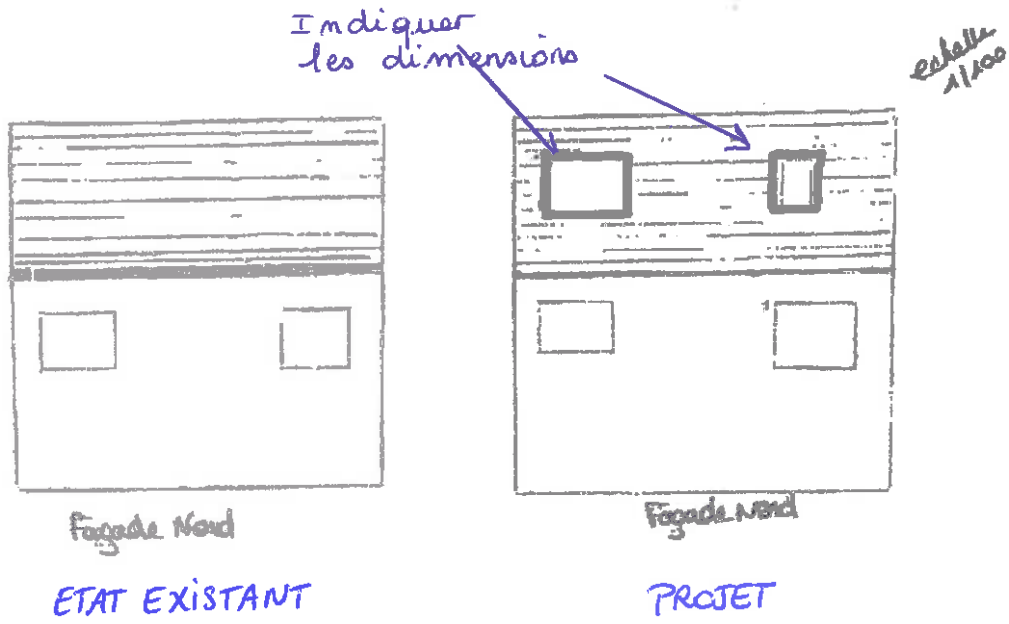 Indiquer
les dimensions
echelle
1/100
Façade Nord
Façade Nord
ETAT EXISTANT
PROJET